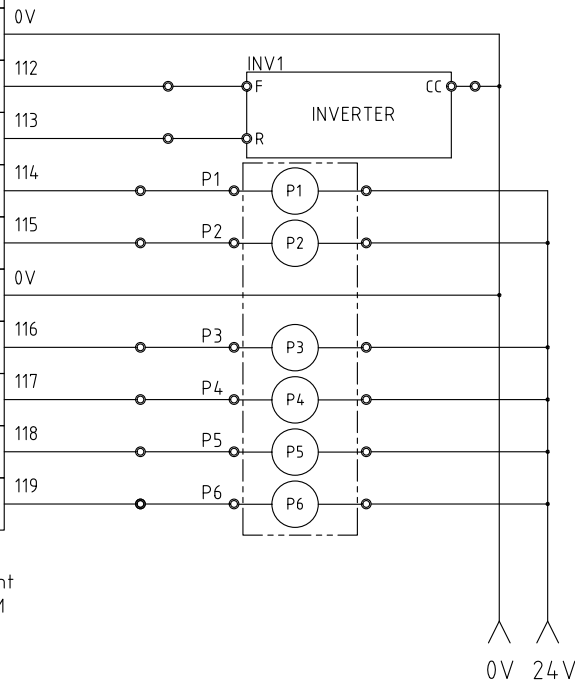 0V
112
INV1
F
CC
INVERTER
113
R
114
P1
P1
115
P2
P2
0V
116
P3
P3
117
P4
P4
118
P5
P5
119
P6
P6
nt
M
0V 24V